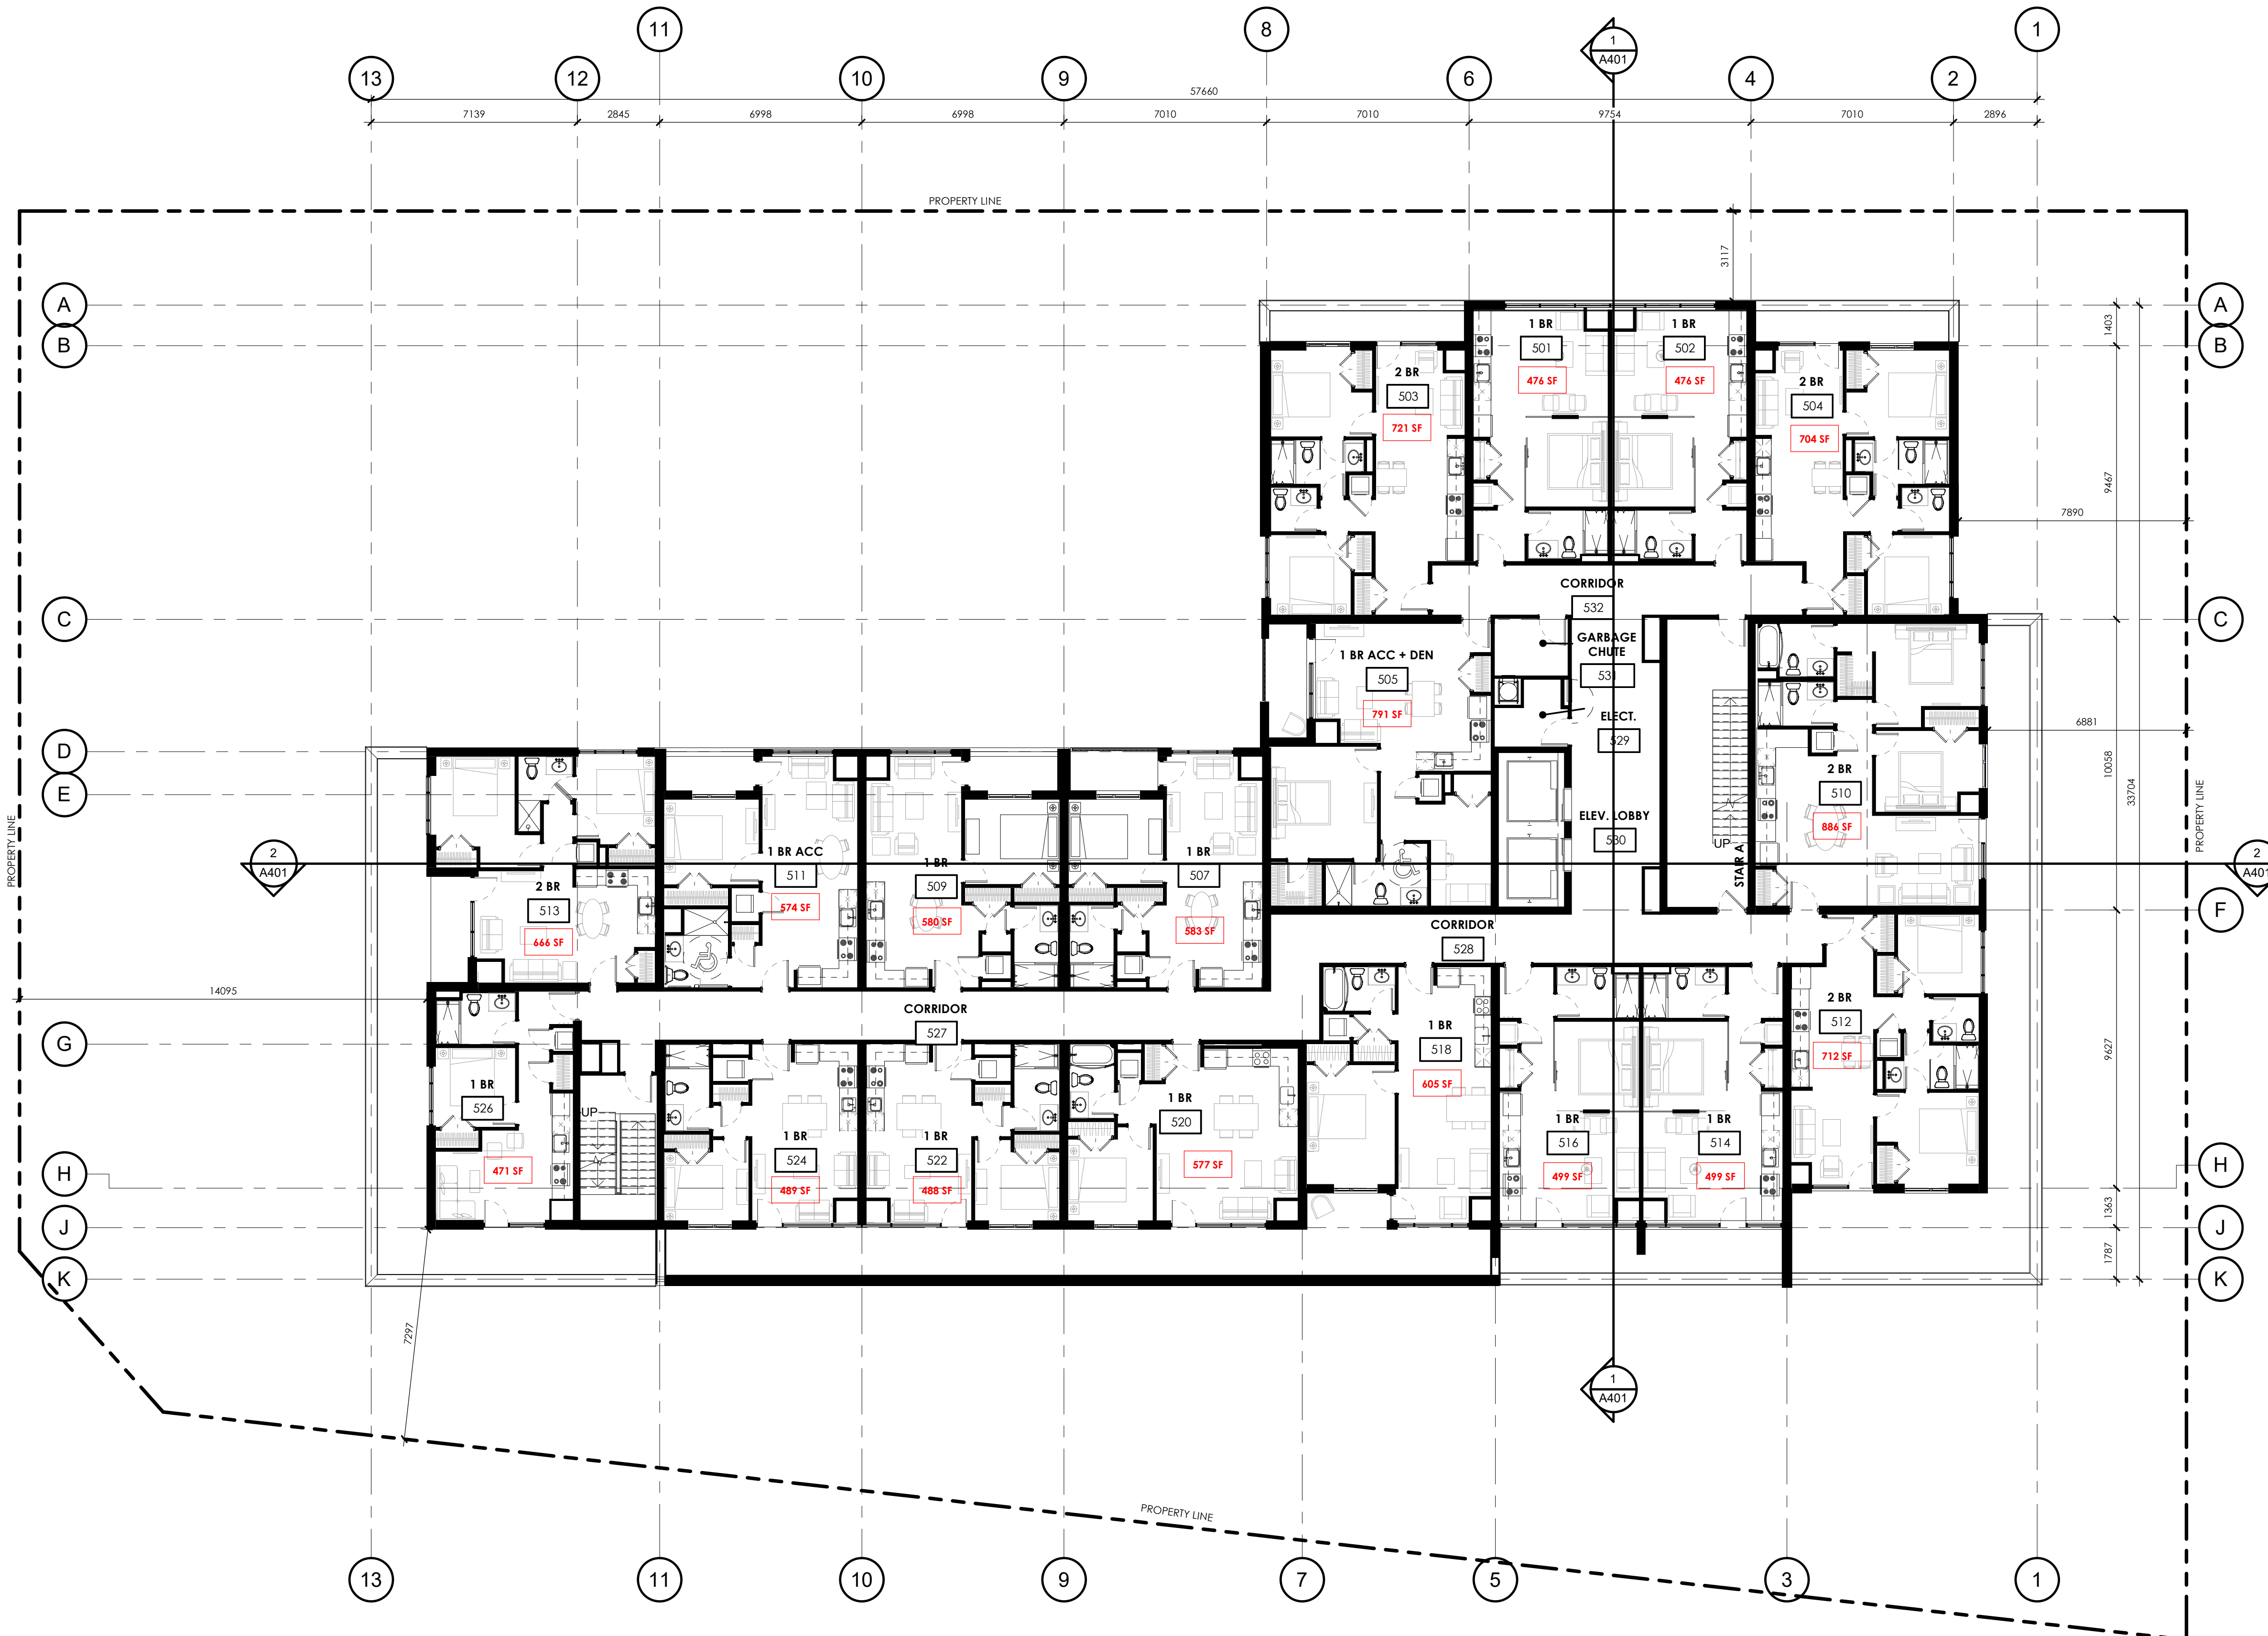 11
8
1
A401
1
13
12
10
9
6
4
2
57660
7139
2845
6998
6998
7010
7010
9754
7010
2896
PROPERTY LINE
3117
A
A
B
B
1403
1 BR
501
476 SF
1 BR
502
476 SF
2 BR
503
721 SF
2 BR
504
704 SF
9467
7890
CORRIDOR
532
C
C
GARBAGE
CHUTE
531
1 BR ACC + DEN
505
791 SF
ELECT.
529
6881
D
E
2 BR
510
886 SF
10058
33704
PROPERTY LINE
PROPERTY LINE
ELEV. LOBBY
530
UP
STAIR A
2
A401
2
A401
1 BR ACC
511
574 SF
1 BR
509
580 SF
1 BR
507
583 SF
2 BR
513
666 SF
F
CORRIDOR
528
14095
CORRIDOR
527
G
2 BR
512
712 SF
1 BR
518
605 SF
9627
1 BR
526
471 SF
UP
1 BR
524
489 SF
1 BR
522
488 SF
1 BR
520
577 SF
1 BR
516
499 SF
1 BR
514
499 SF
H
H
1363
J
J
1787
K
K
7297
1
A401
PROPERTY LINE
13
11
10
9
7
5
3
1